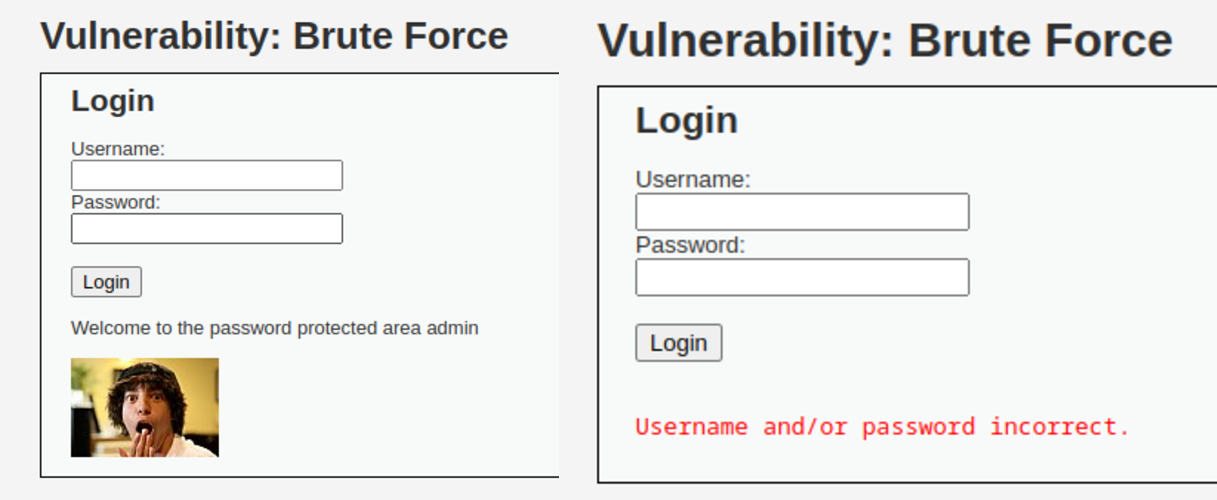 Vulnerability: Brute Force
Login
Username:
Password:
Login
Welcome to the password protected area admin
Vulnerability: Brute Force
Login
Username:
Password:
Login
Username and/or password incorrect.